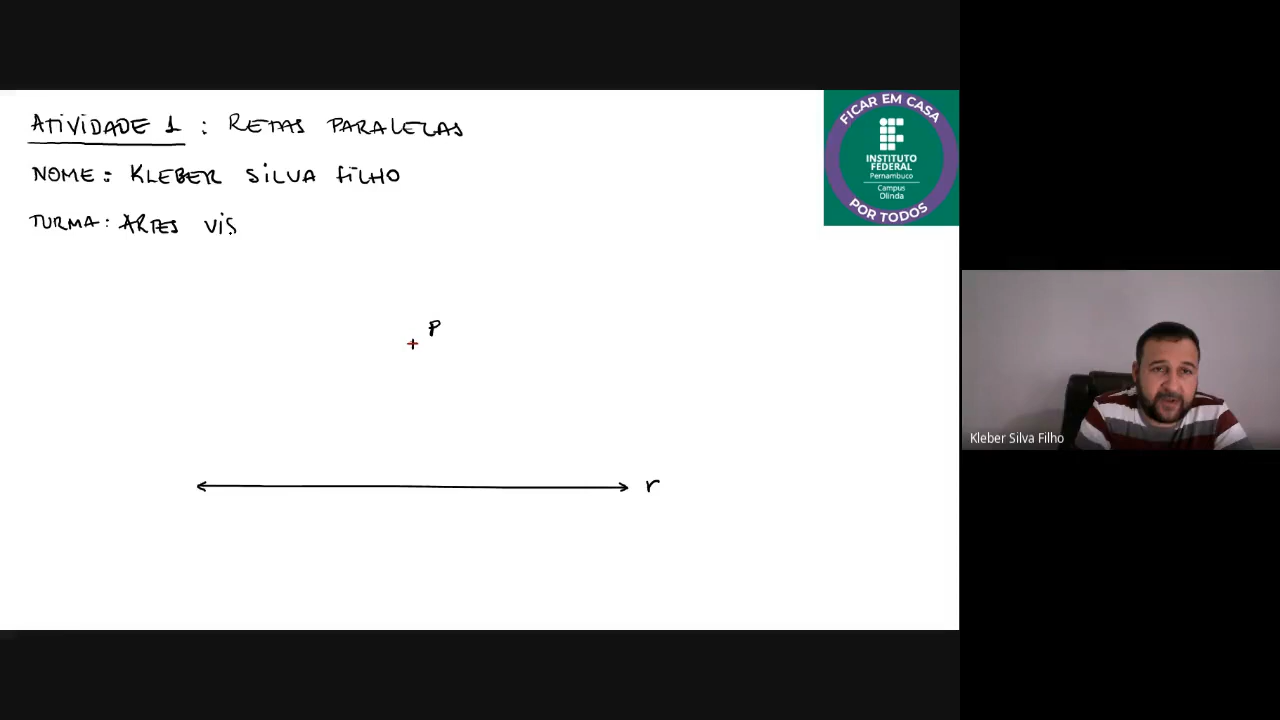 ATIVIDADE 1 : RETAS PARALELAS
NOME: KLEBER SILVA FILHO
TURMA: ARTES VIS
P
r
FICAR EM CASA
INSTITUTO
FEDERAL
Pernambuco
Campus
Olinda
POR TODOS
Kleber Silva Filho